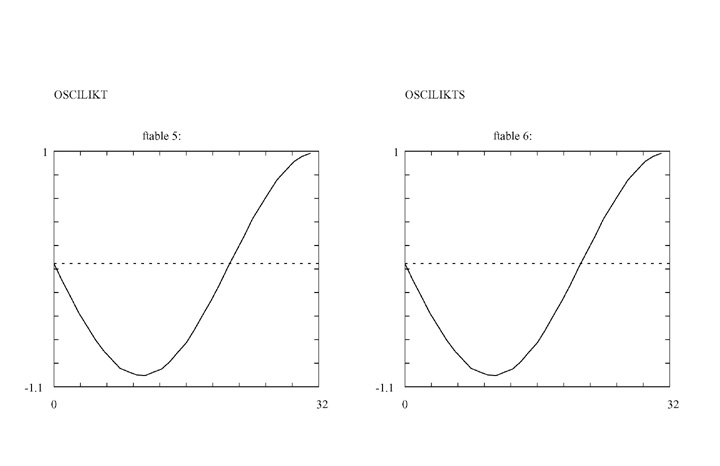 OSCILIKT
ftable 5:
1
-1.1
0
32
OSCILIKTS
ftable 6:
1
-1.1
0
32